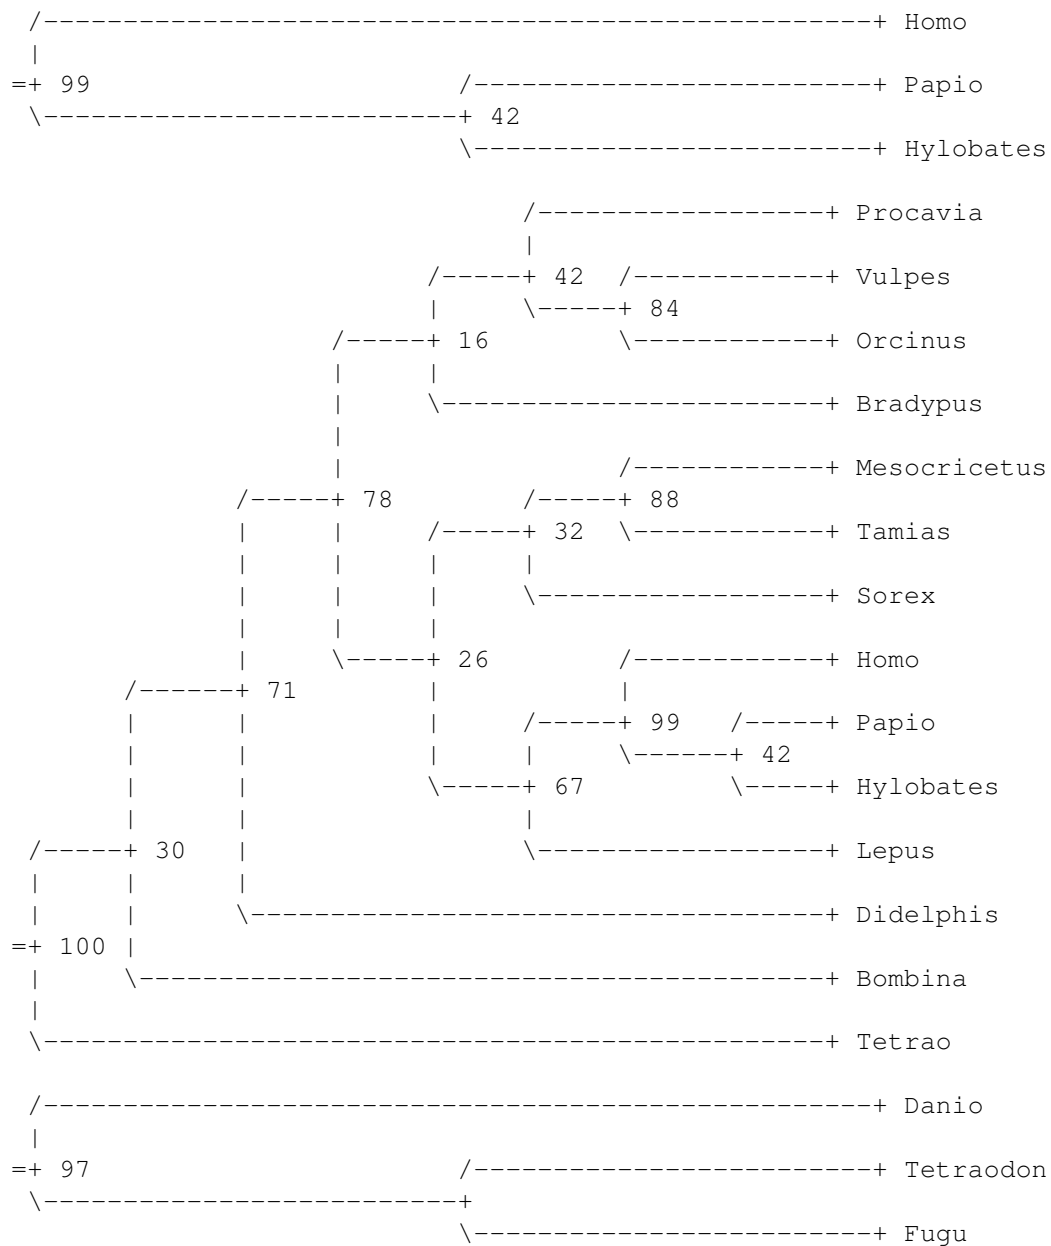 /----------------------------------------------------+ Homo
|
=+ 99 /-------------------------+ Papio
\--------------------------+ 42
\-------------------------+ Hylobates
/------------------+ Procavia
|
/-----+ 42 /------------+ Vulpes
| \-----+ 84
/-----+ 16 \------------+ Orcinus
| |
| \------------------------+ Bradypus
|
| /------------+ Mesocricetus
/-----+ 78 /-----+ 88
| | /-----+ 32 \------------+ Tamias
| | | |
| | | \------------------+ Sorex
| | |
| \-----+ 26 /------------+ Homo
/------+ 71 | |
| | | /-----+ 99 /-----+ Papio
| | | | \------+ 42
| | \-----+ 67 \-----+ Hylobates
| | |
/-----+ 30 | \------------------+ Lepus
| | |
| | \------------------------------------+ Didelphis
=+ 100 |
| \-------------------------------------------+ Bombina
|
\-------------------------------------------------+ Tetrao
/----------------------------------------------------+ Danio
|
=+ 97 /-------------------------+ Tetraodon
\--------------------------+
\-------------------------+ Fugu